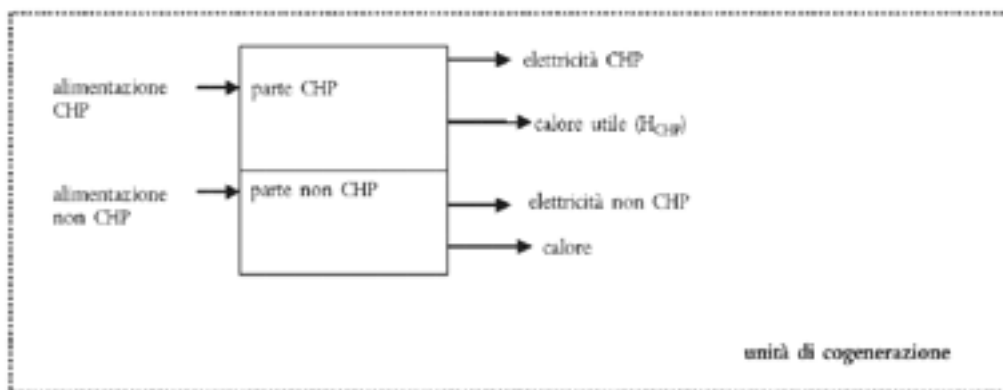 elettricità CHP
alimentazione
CHP
parte CHP
calore utile (H_CHP)
alimentazione
non CHP
parte non CHP
elettricità non CHP
calore
unità di cogenerazione